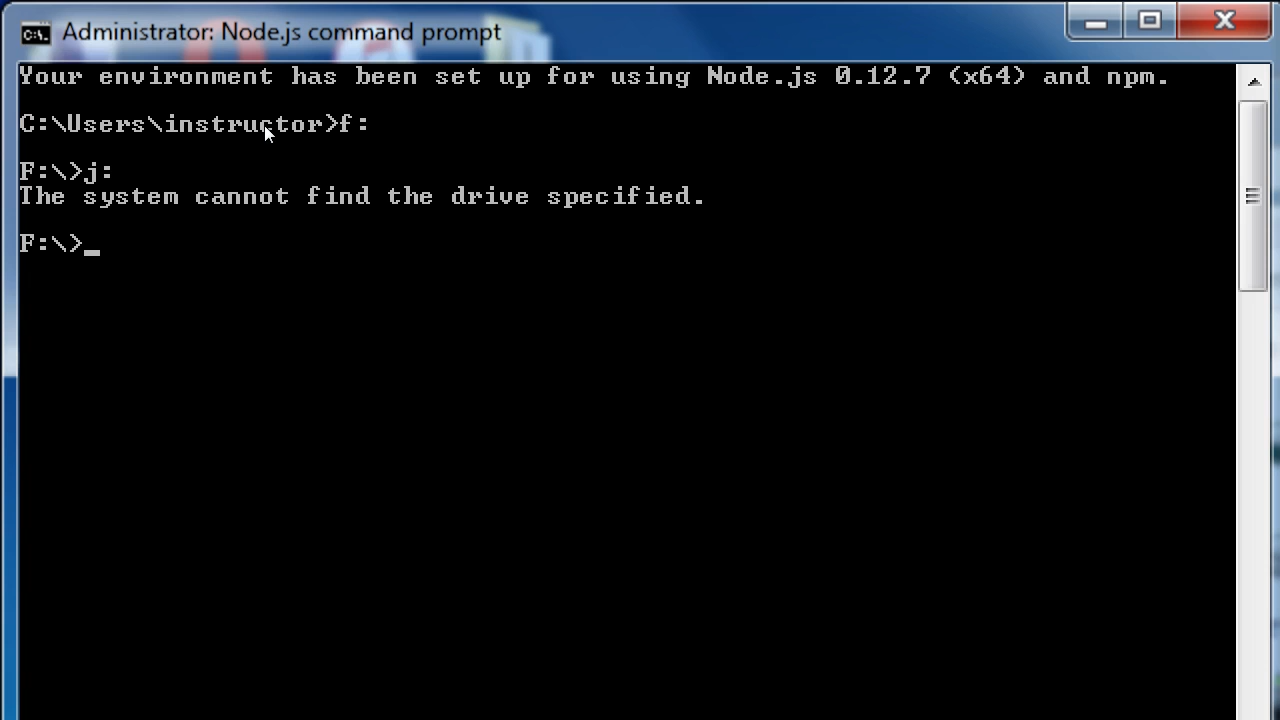 Administrator: Node.js command prompt
Your environment has been set up for using Node.js 0.12.7 (x64) and npm.
C:\Users\instructor>f:
F:\>j:
The system cannot find the drive specified.
F:\>_